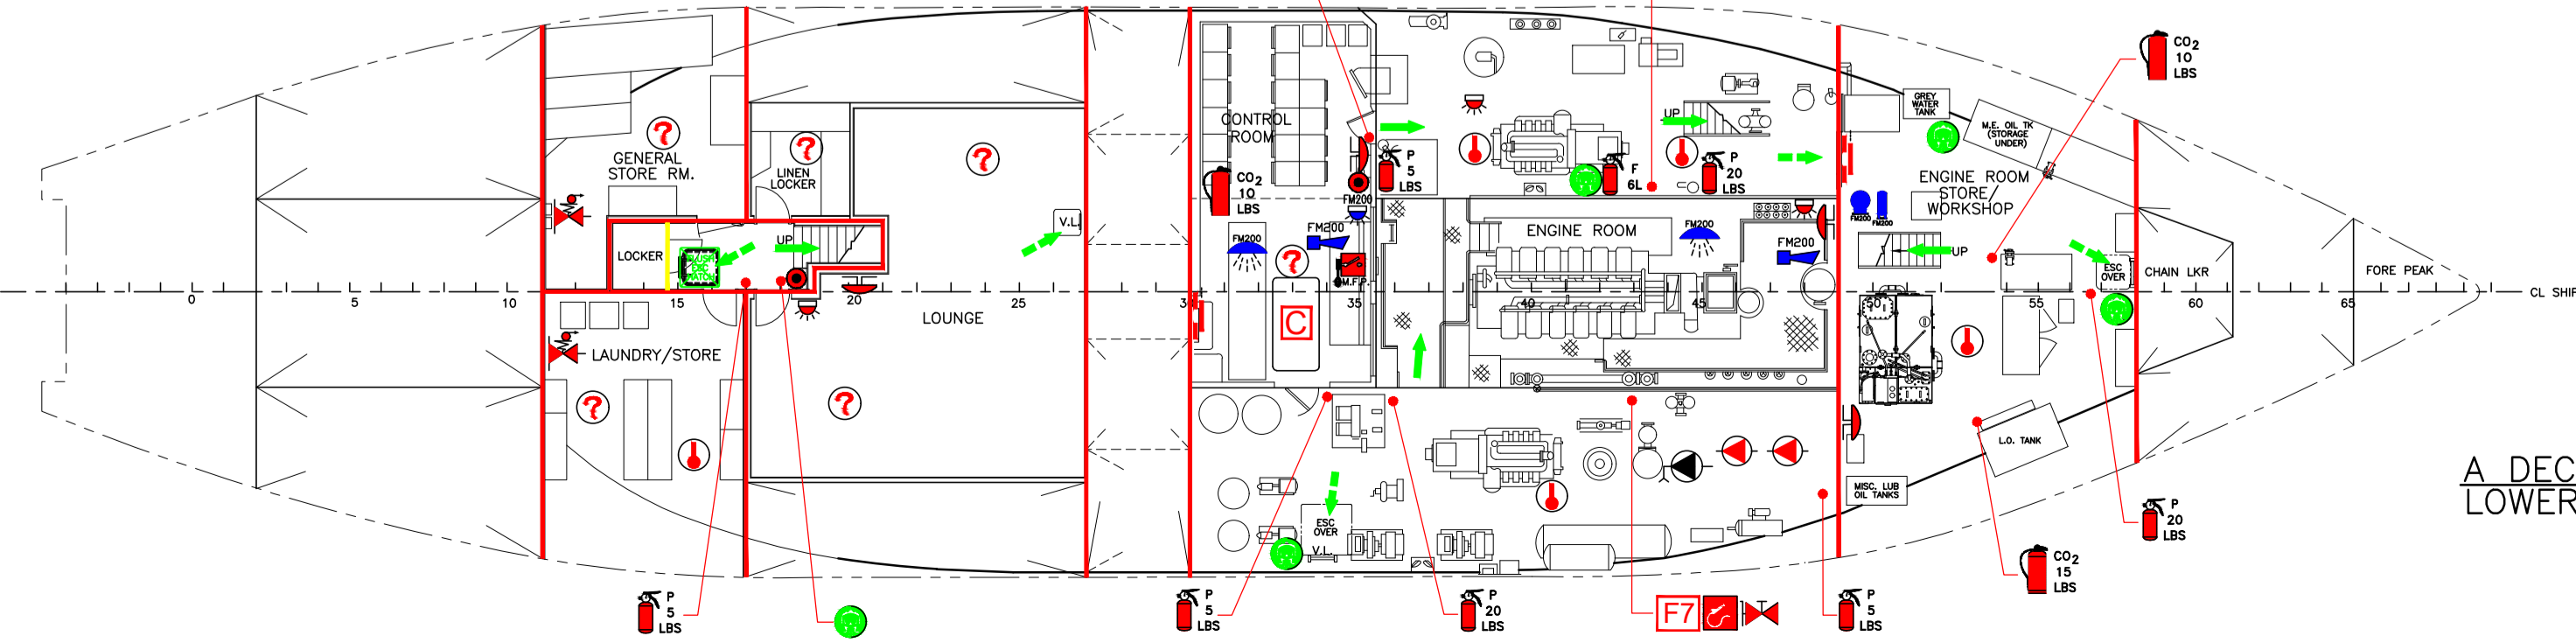 CO2
10
LBS
GREY
WATER
TANK
M.E. OIL TK
(STORAGE
UNDER)
CONTROL
ROOM
UP
GENERAL
STORE RM.
LINEN
LOCKER
P
5
LBS
F
6L
P
20
LBS
CO2
10
LBS
ENGINE ROOM
STORE/
WORKSHOP
FM200
FM200
FM200
V.L.
FM200
FM200
ENGINE ROOM
FM200
FM200
LOCKER
UP
ESC
HATCH
UP
ESC
OVER
CHAIN LKR
FORE PEAK
M.F.P.
0
5
10
15
20
25
35
40
45
50
55
60
65
CL SHIP
LOUNGE
C
LAUNDRY/STORE
L.O. TANK
MISC. LUB
OIL TANKS
A DEC
LOWER
ESC
OVER
V.L.
P
20
LBS
CO2
15
LBS
P
5
LBS
P
5
LBS
P
20
LBS
F7
P
5
LBS